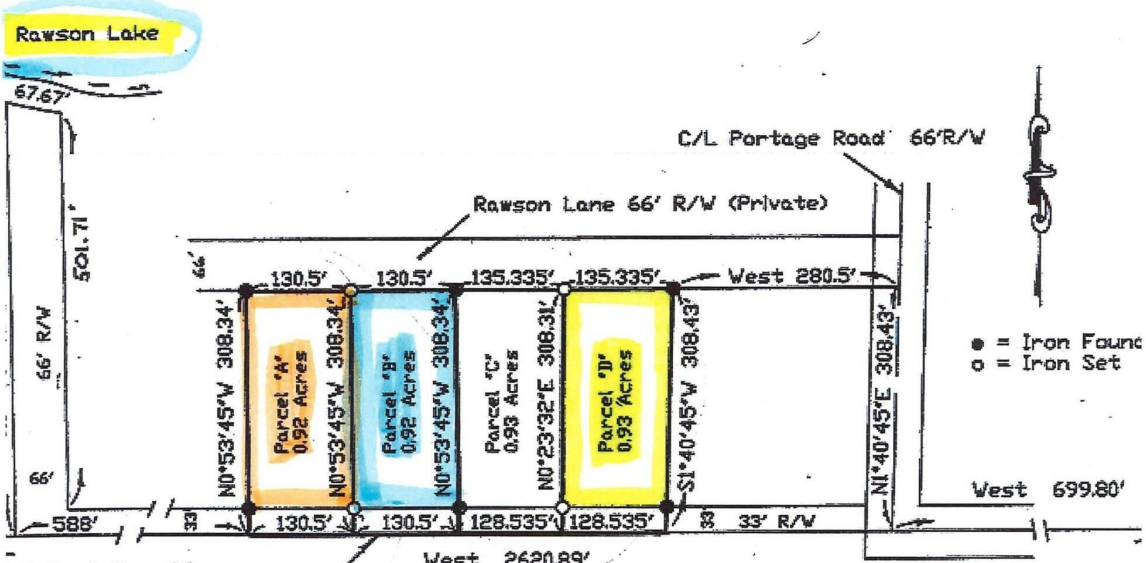 Rawson Lake
67.67'
C/L Portage Road 66'R/W
Rawson Lane 66' R/W (Private)
501.71'
66'
130.5' 130.5' 135.335' 135.335' West 280.5'
66' R/W
N0°53'45"W 308.34'
Parcel "A"
0.92 Acres
N0°53'45"W 308.34'
Parcel "B"
0.92 Acres
N0°53'45"W 308.34'
Parcel "C"
0.93 Acres
N0°23'32"E 308.31'
Parcel "D"
0.93 Acres
S1°40'45"W 308.43'
N1°40'45"E 308.43'
● = Iron Found
○ = Iron Set
66'
West 699.80'
588' 33' 130.5' 130.5' 128.535' 128.535' 33' 33' R/W
West 2620.89'